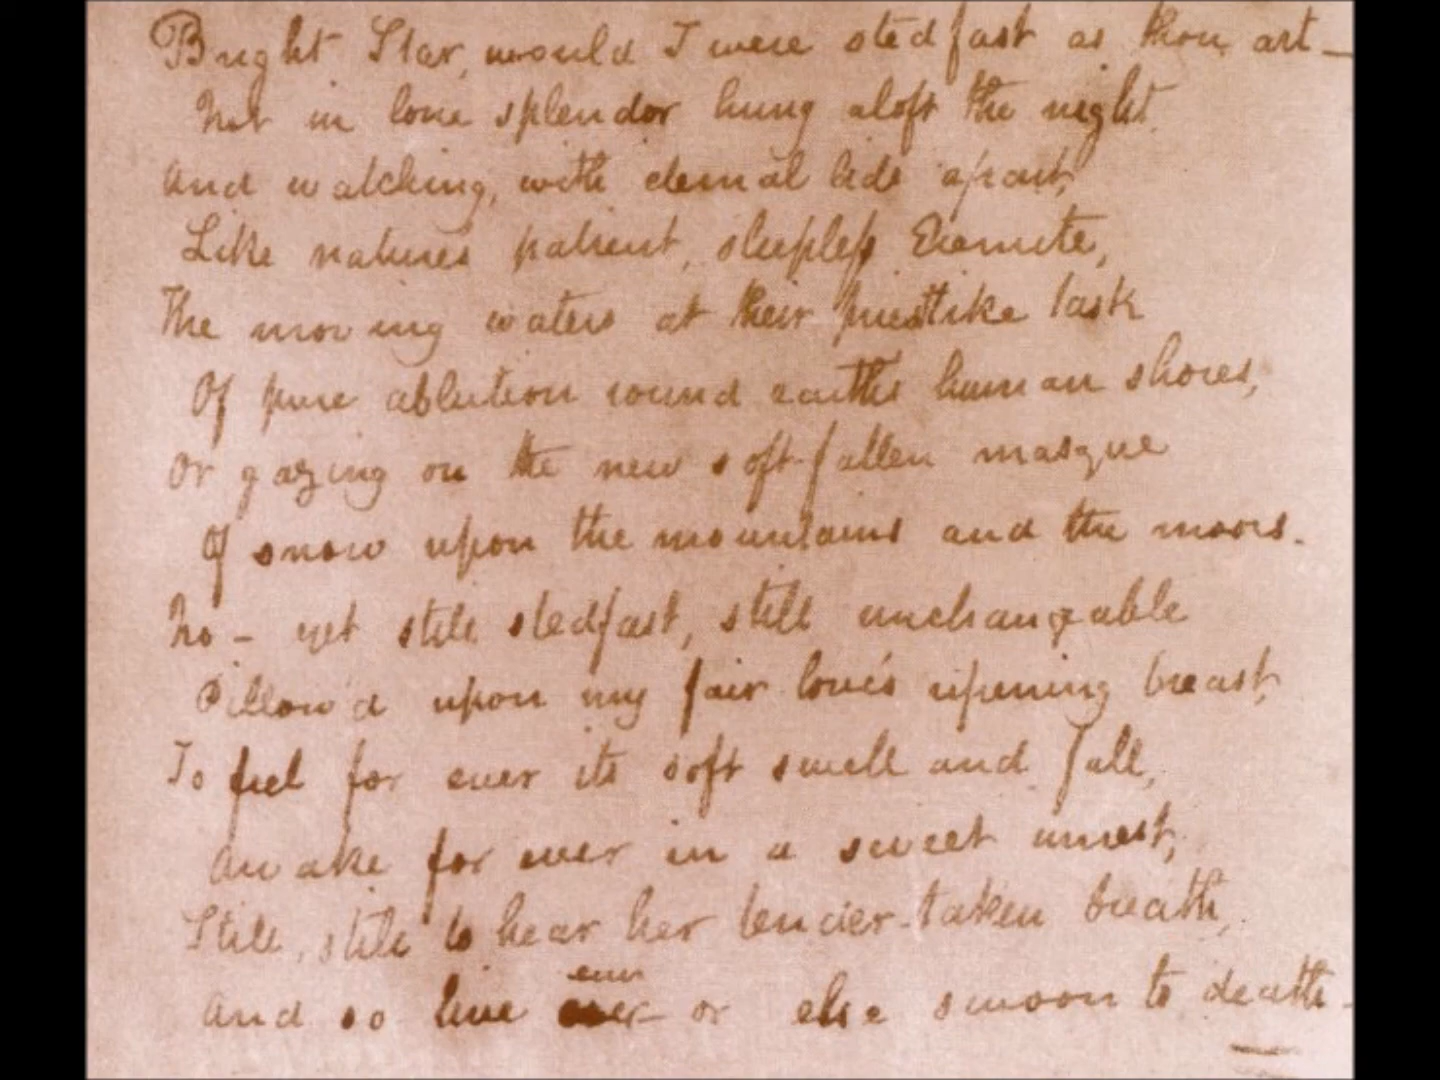 Bright Star, would I were stedfast as thou art —
Not in lone splendor hung aloft the night
And watching, with eternal lids apart,
Like natures patient, sleepless Eremite,
The moving waters at their priestlike task
Of pure ablution round earth's human shores,
Or gazing on the new soft-fallen masque
Of snow upon the mountains and the moors.
No – yet still stedfast, still unchangeable
Pillow'd upon my fair love's ripening breast,
To feel for ever its soft swell and fall,
Awake for ever in a sweet unrest,
Still, still to hear her tender-taken breath,
ever
And so live ever – or else swoon to death –